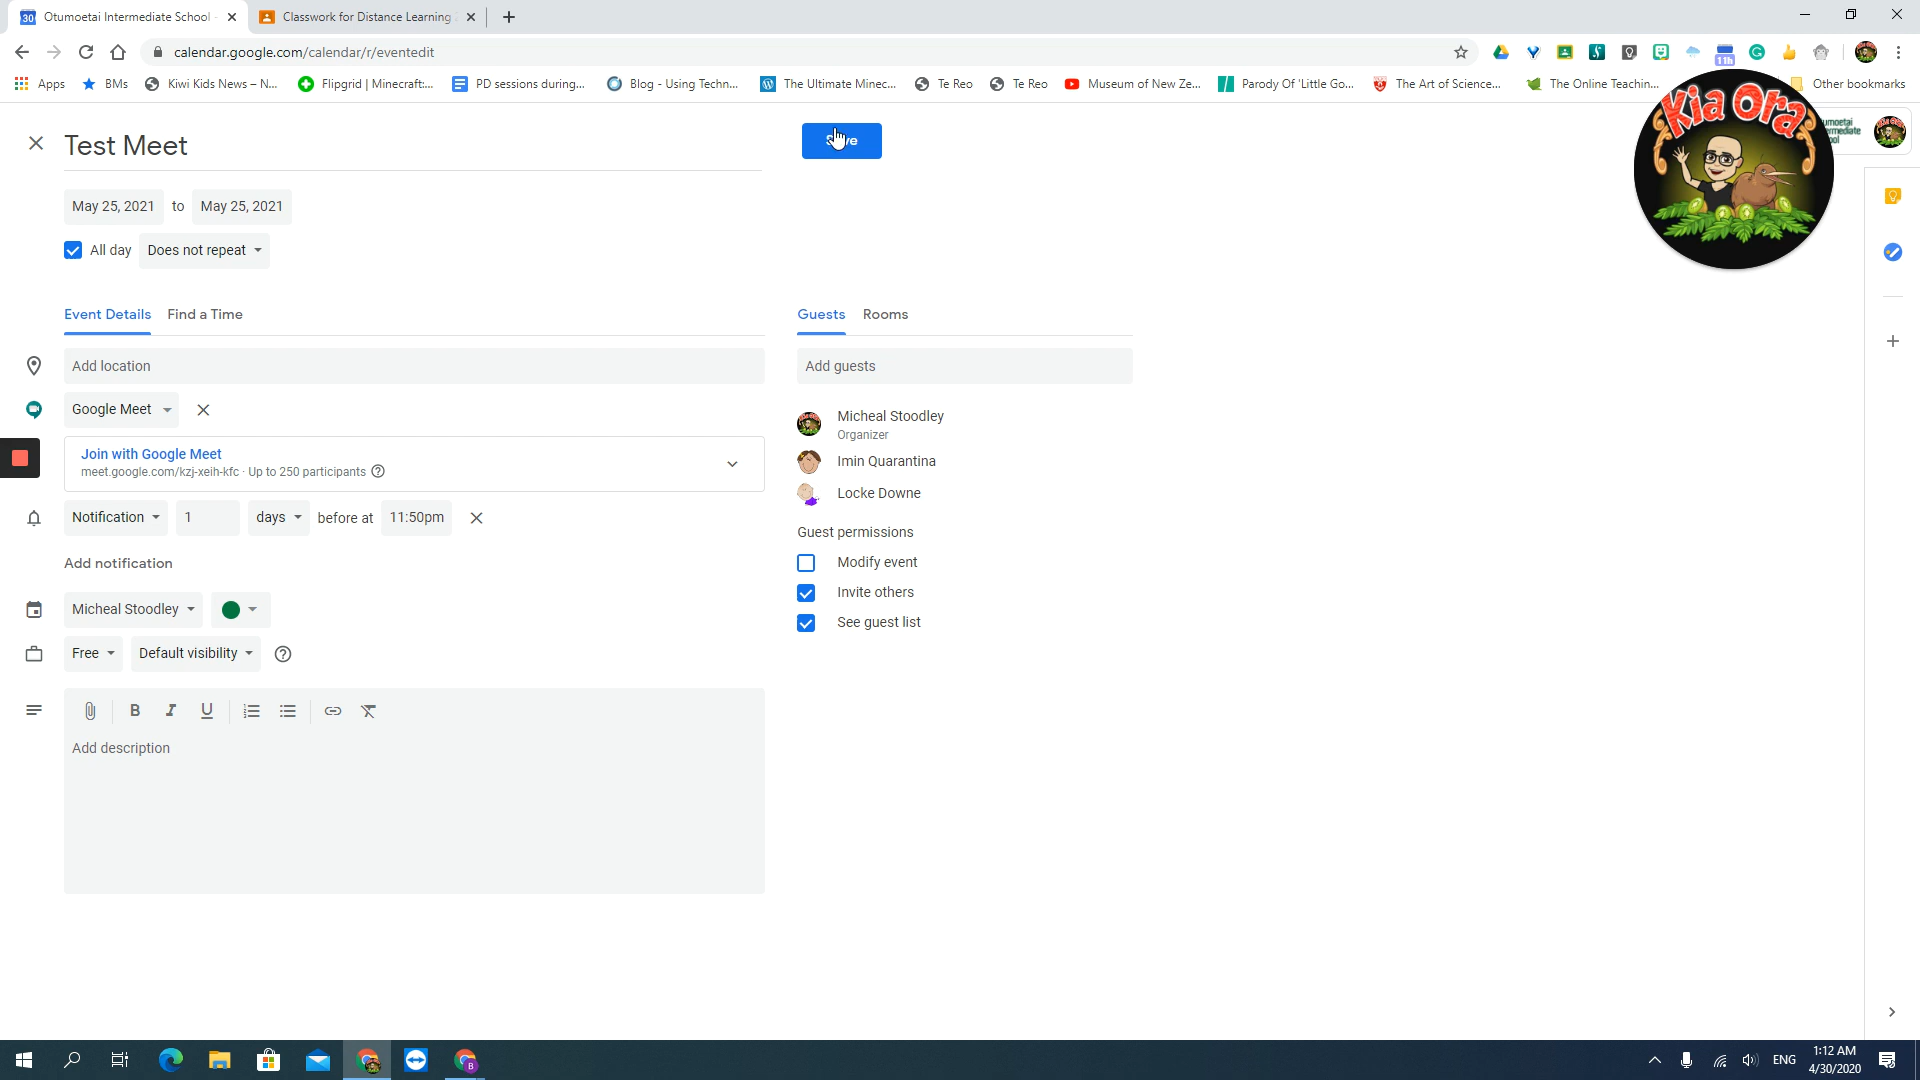 Otumoetai Intermediate School
Classwork for Distance Learning
calendar.google.com/calendar/r/eventedit
11h
Apps
BMs
Kiwi Kids News – N...
Flipgrid | Minecraft:...
PD sessions during...
Blog - Using Techn...
The Ultimate Minec...
Te Reo
Te Reo
Museum of New Ze...
Parody Of 'Little Go...
The Art of Science...
The Online Teachin...
Other bookmarks
Kia Ora
Test Meet
Save
May 25, 2021 to May 25, 2021
All day
Does not repeat
Event Details
Find a Time
Guests
Rooms
Add location
Add guests
Google Meet
Join with Google Meet
meet.google.com/kzj-xeih-kfc · Up to 250 participants
Micheal Stoodley
Organizer
Imin Quarantina
Locke Downe
Notification
1
days
before at
11:50pm
Guest permissions
Modify event
Invite others
See guest list
Add notification
Micheal Stoodley
Free
Default visibility
B I U
Add description
ENG
1:12 AM
4/30/2020